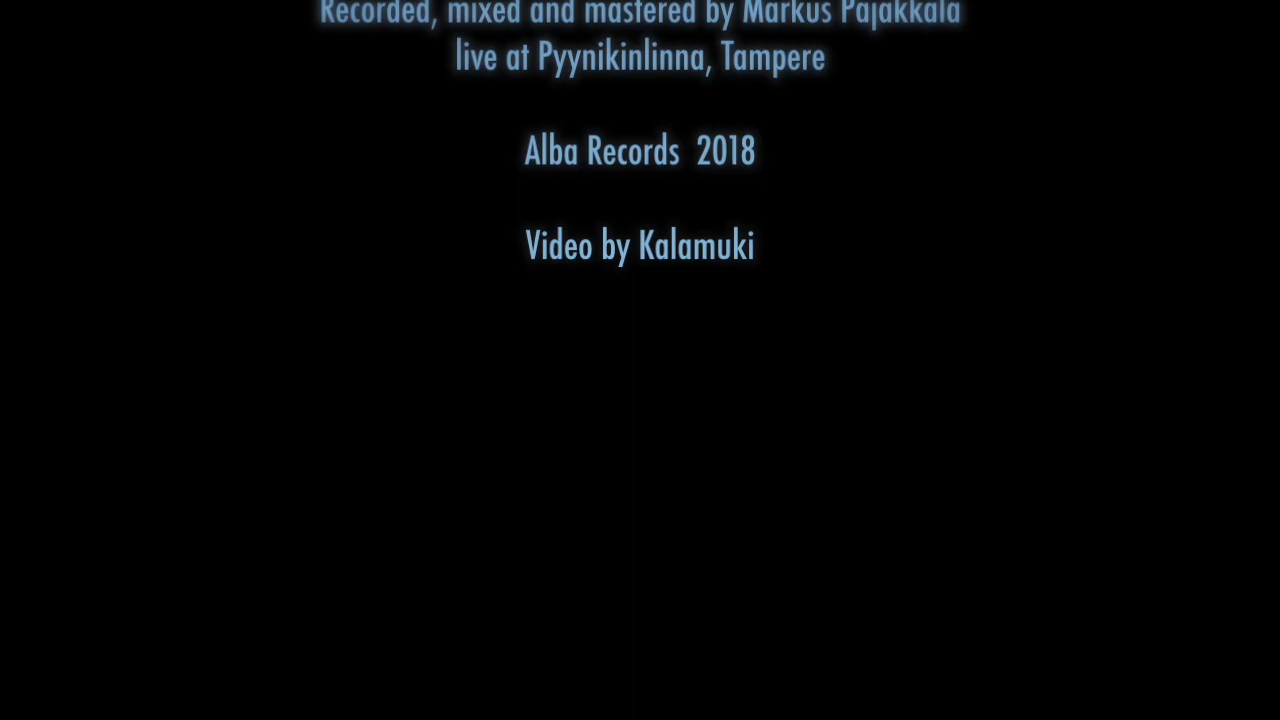 Recorded, mixed and mastered by Markus Pajakkala
live at Pyynikinlinna, Tampere
Alba Records 2018
Video by Kalamuki